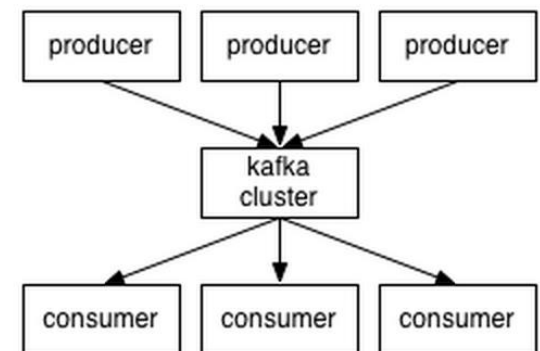 producer producer producer
kafka
cluster
consumer consumer consumer